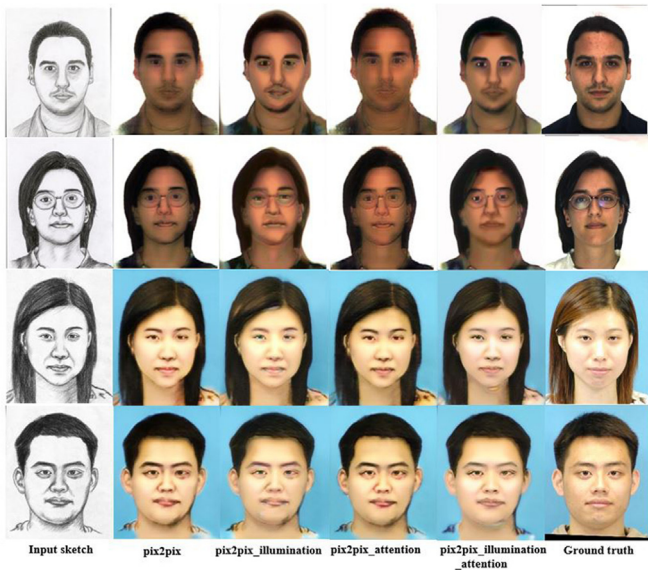 Input sketch
pix2pix
pix2pix_illumination
pix2pix_attention
pix2pix_illumination
_attention
Ground truth